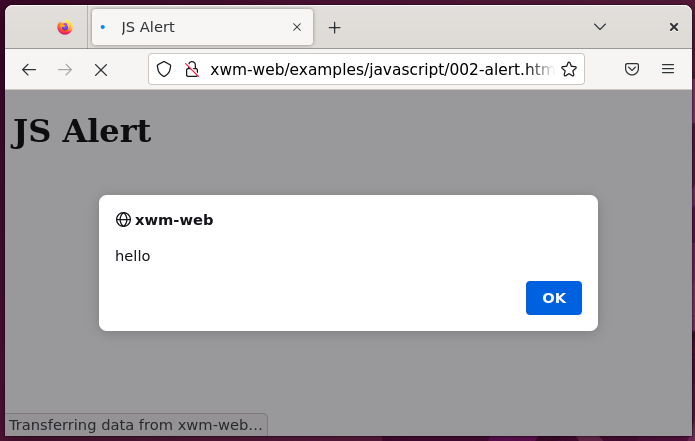 JS Alert
xwm-web/examples/javascript/002-alert.htm
JS Alert
xwm-web
hello
OK
Transferring data from xwm-web…